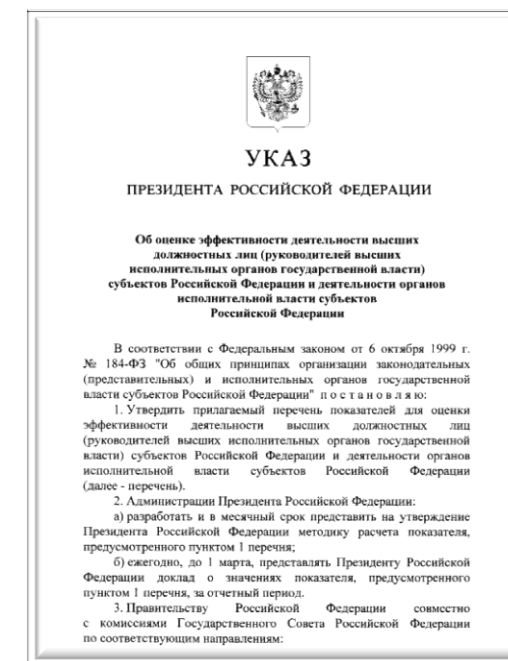 УКАЗ
ПРЕЗИДЕНТА РОССИЙСКОЙ ФЕДЕРАЦИИ
Об оценке эффективности деятельности высших
должностных лиц (руководителей высших
исполнительных органов государственной власти)
субъектов Российской Федерации и деятельности органов
исполнительной власти субъектов
Российской Федерации
В соответствии с Федеральным законом от 6 октября 1999 г.
№ 184-ФЗ "Об общих принципах организации законодательных
(представительных) и исполнительных органов государственной
власти субъектов Российской Федерации" п о с т а н о в л я ю:
1. Утвердить прилагаемый перечень показателей для оценки
эффективности деятельности высших должностных лиц
(руководителей высших исполнительных органов государственной
власти) субъектов Российской Федерации и деятельности органов
исполнительной власти субъектов Российской Федерации
(далее - перечень).
2. Администрации Президента Российской Федерации:
а) разработать и в месячный срок представить на утверждение
Президента Российской Федерации методику расчета показателя,
предусмотренного пунктом 1 перечня;
б) ежегодно, до 1 марта, представлять Президенту Российской
Федерации доклад о значениях показателя, предусмотренного
пунктом 1 перечня, за отчетный период.
3. Правительству Российской Федерации совместно
с комиссиями Государственного Совета Российской Федерации
по соответствующим направлениям: